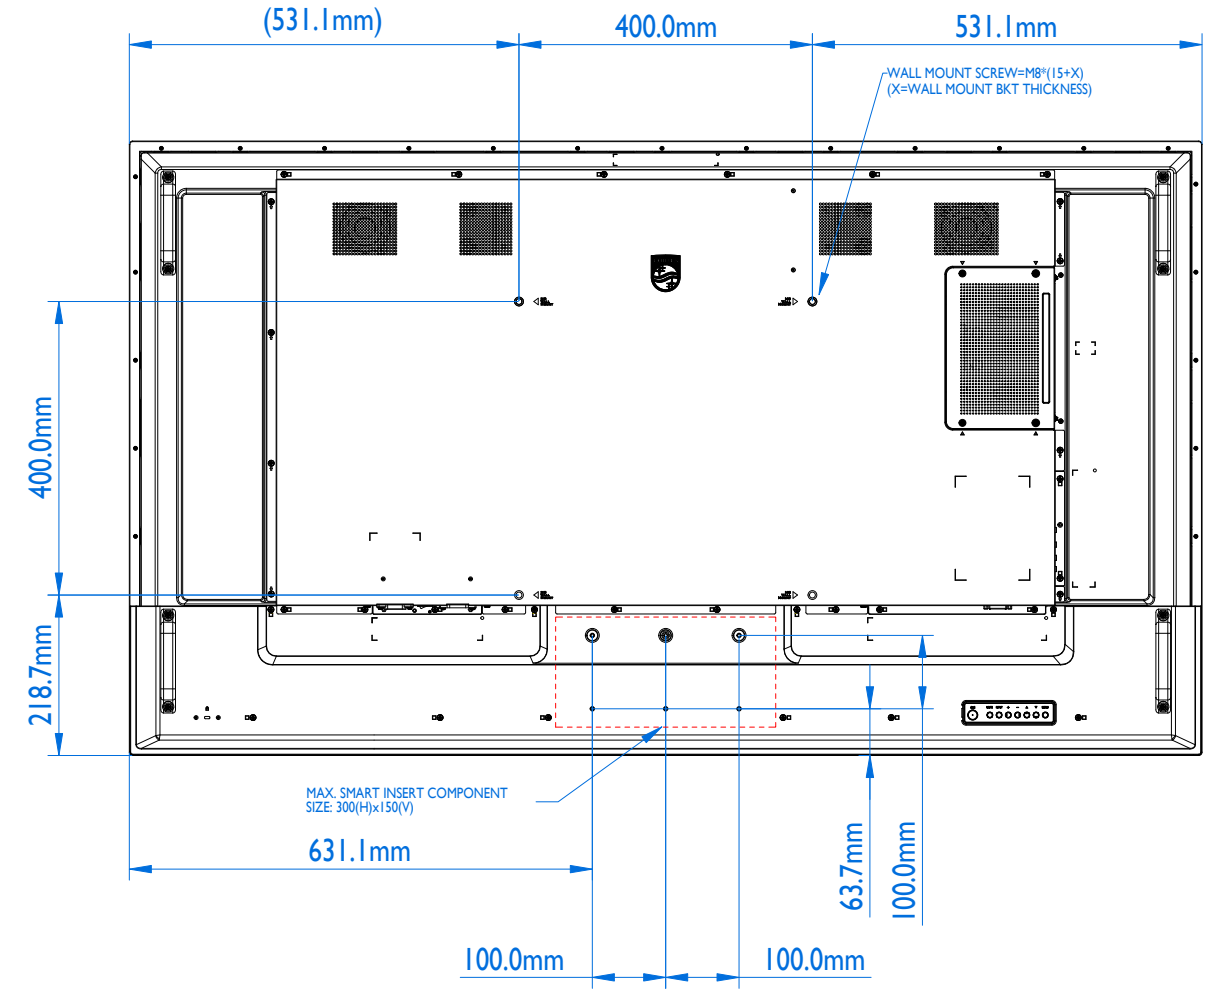 (531.1mm)
400.0mm
531.1mm
WALL MOUNT SCREW=M8*(15+X)
(X=WALL MOUNT BKT THICKNESS)
400.0mm
218.7mm
MAX. SMART INSERT COMPONENT
SIZE: 300(H)x150(V)
631.1mm
63.7mm
100.0mm
100.0mm
100.0mm